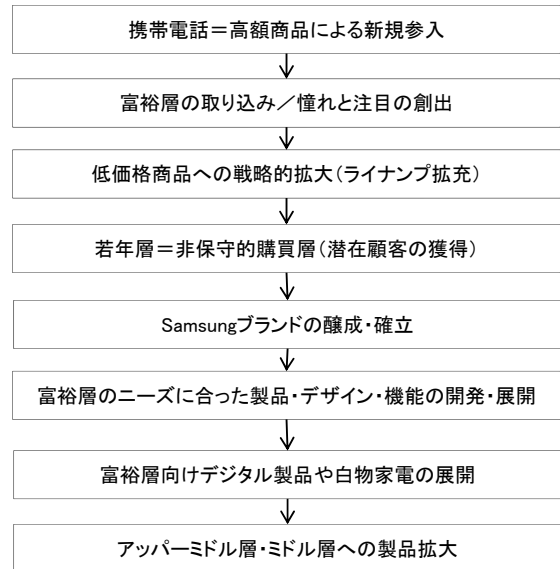 携帯電話＝高額商品による新規参入
富裕層の取り込み／憧れと注目の創出
低価格商品への戦略的拡大（ライナンプ拡充）
若年層＝非保守的購買層（潜在顧客の獲得）
Samsungブランドの醸成・確立
富裕層のニーズに合った製品・デザイン・機能の開発・展開
富裕層向けデジタル製品や白物家電の展開
アッパーミドル層・ミドル層への製品拡大